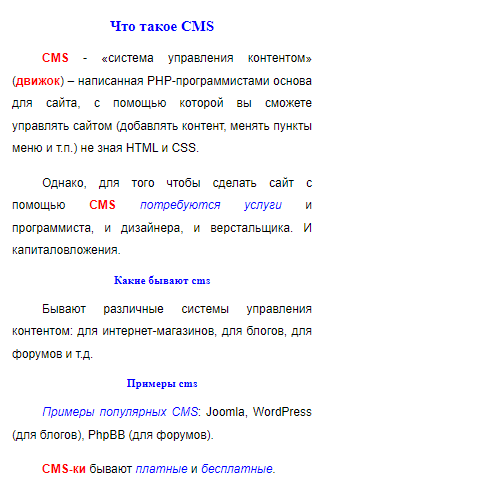 Что такое CMS
CMS - «система управления контентом»
(движок) – написанная PHP-программистами основа
для сайта, с помощью которой вы сможете
управлять сайтом (добавлять контент, менять пункты
меню и т.п.) не зная HTML и CSS.
Однако, для того чтобы сделать сайт с
помощью CMS потребуются услуги и
программиста, и дизайнера, и верстальщика. И
капиталовложения.
Какие бывают cms
Бывают различные системы управления
контентом: для интернет-магазинов, для блогов, для
форумов и т.д.
Примеры cms
Примеры популярных CMS: Joomla, WordPress
(для блогов), PhpBB (для форумов).
CMS-ки бывают платные и бесплатные.